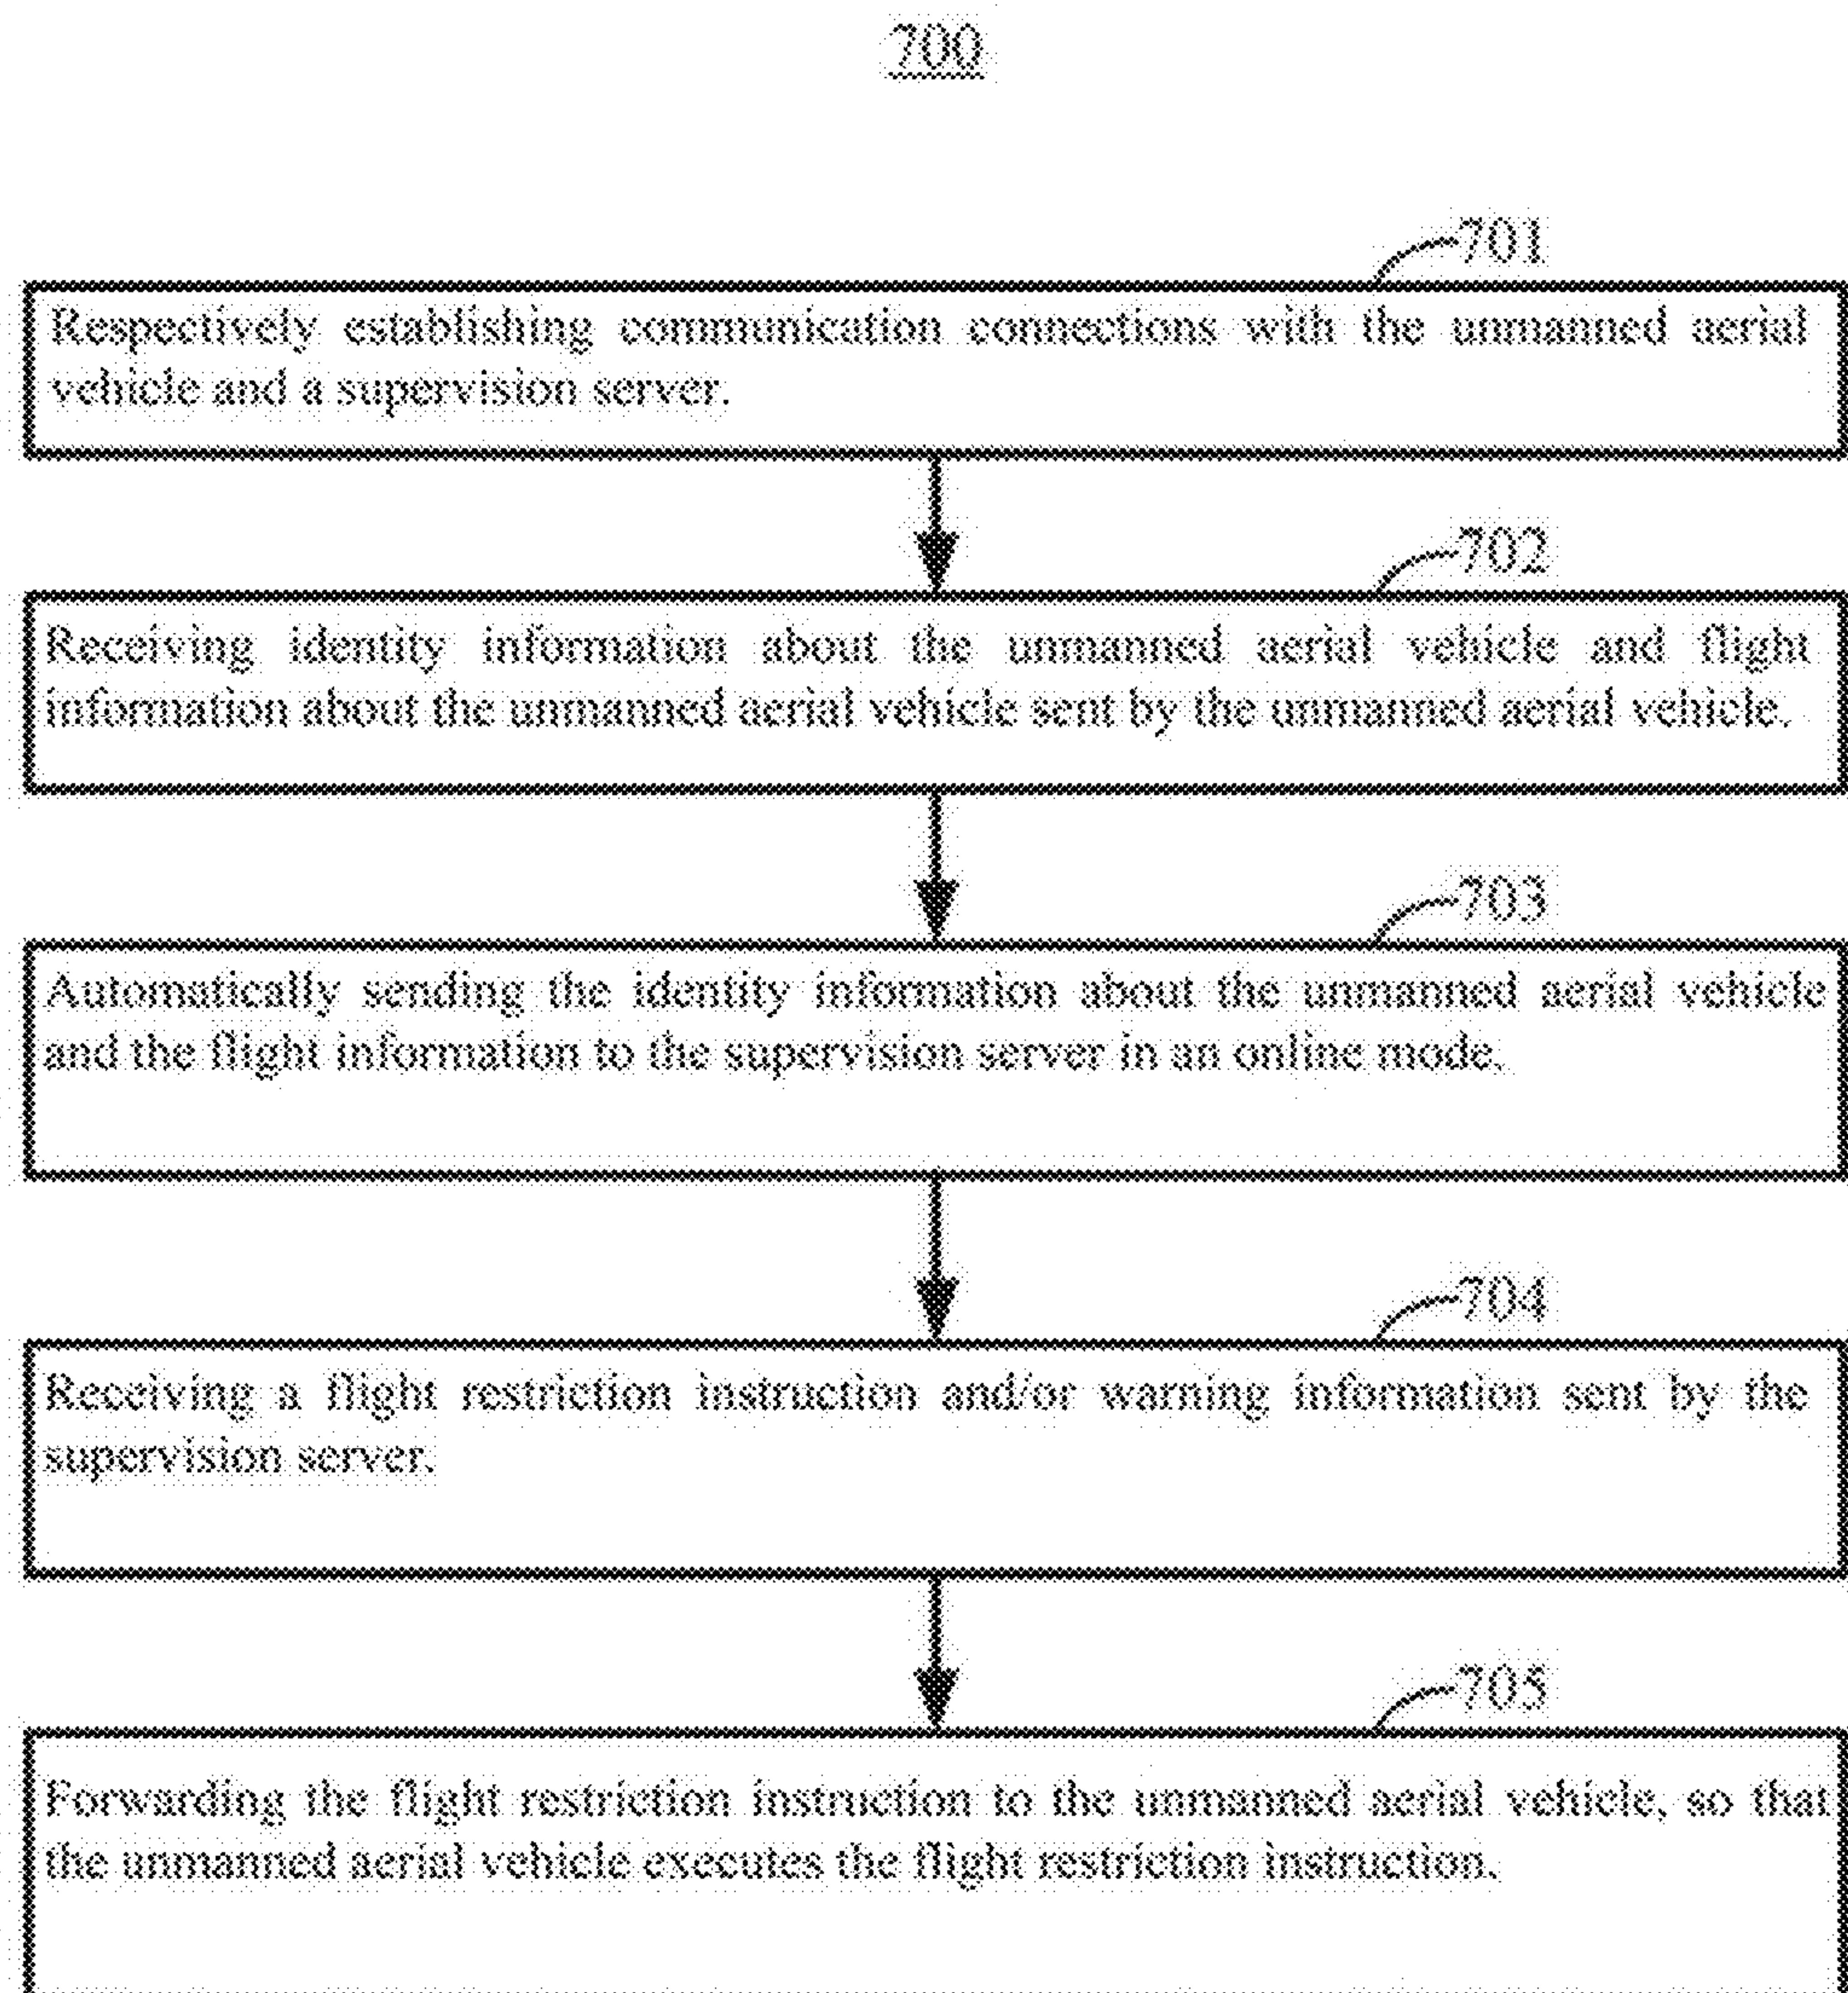 700
701
Respectively establishing communication connections with the unmanned aerial
vehicle and a supervision server.
702
Receiving identity information about the unmanned aerial vehicle and flight
information about the unmanned aerial vehicle sent by the unmanned aerial vehicle.
703
Automatically sending the identity information about the unmanned aerial vehicle
and the flight information to the supervision server in an online mode.
704
Receiving a flight restriction instruction and/or warning information sent by the
supervision server.
705
Forwarding the flight restriction instruction to the unmanned aerial vehicle, so that
the unmanned aerial vehicle executes the flight restriction instruction.